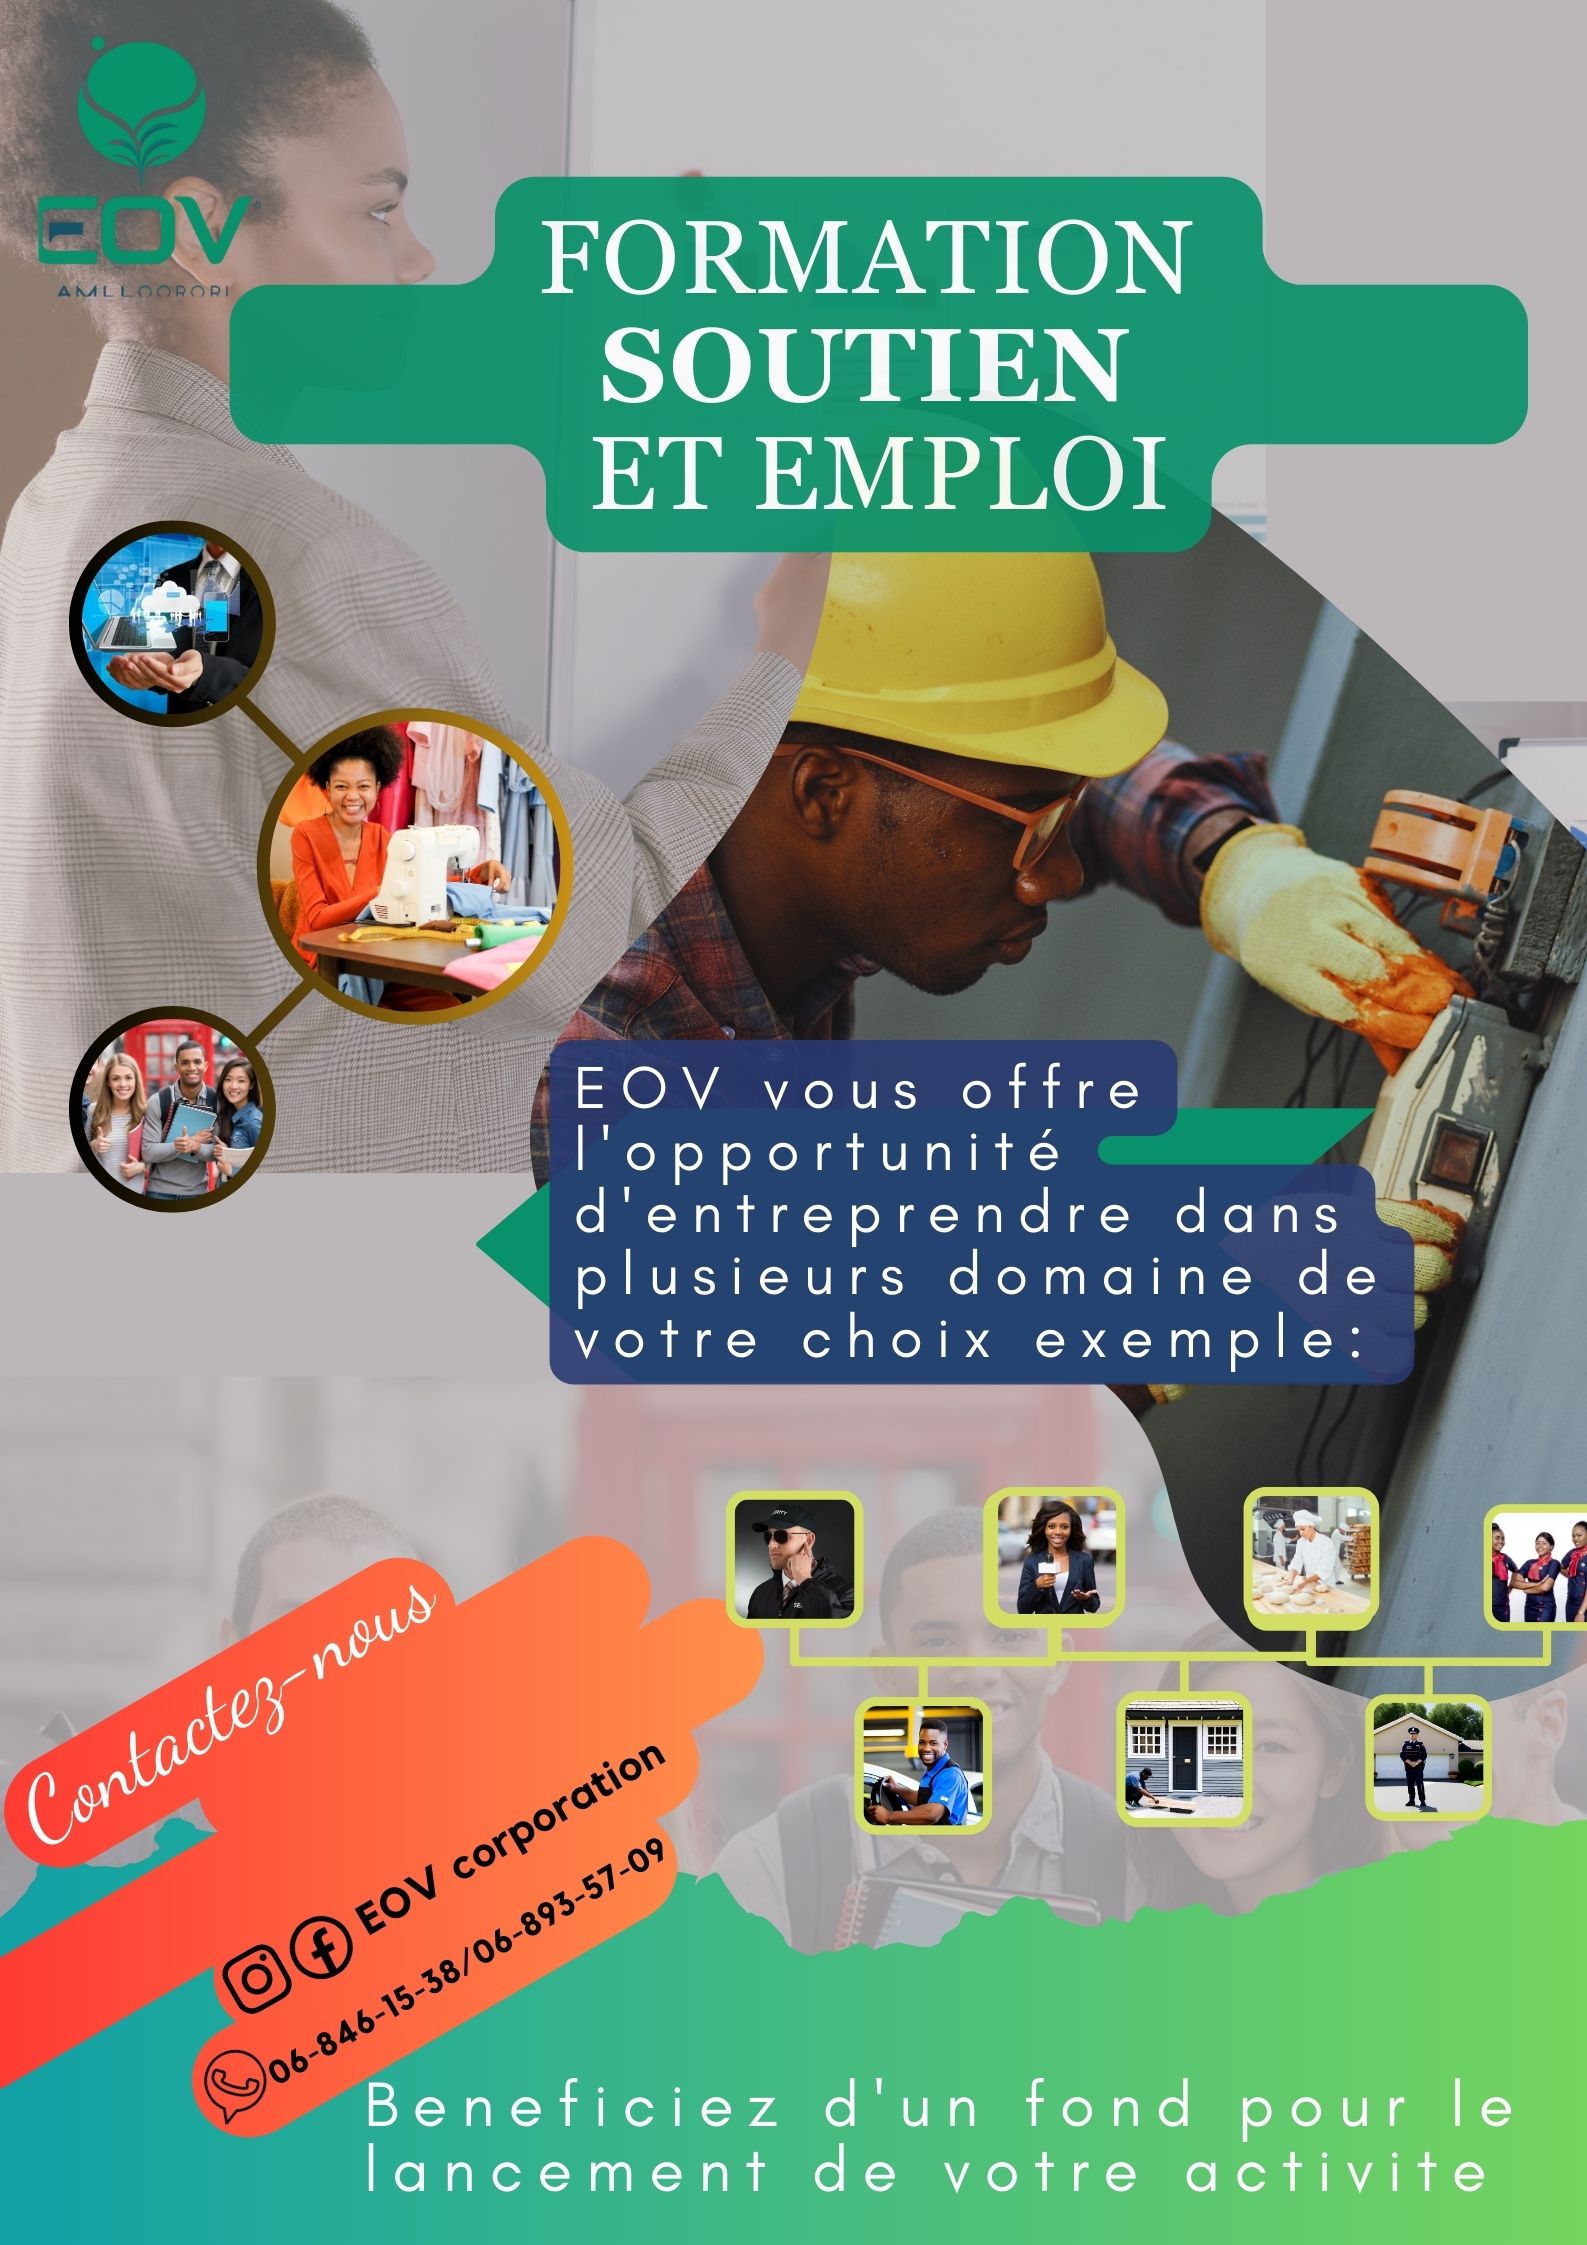 EOV
FORMATION
SOUTIEN
ET EMPLOI
EOV vous offre
l'opportunité
d'entreprendre dans
plusieurs domaine de
votre choix exemple:
Contactez-nous
EOV corporation
06-846-15-38/06-893-57-09
Beneficiez d'un fond pour le
lancement de votre activite